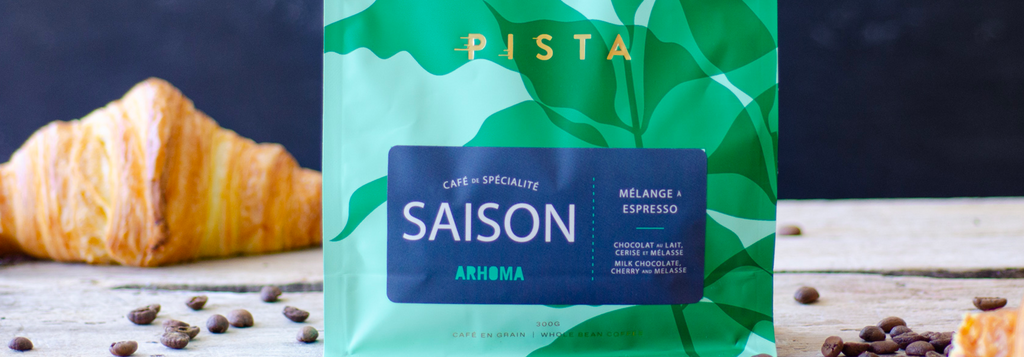 PISTA
CAFÉ DE SPÉCIALITÉ
SAISON
ARHOMA
MÉLANGE À
ESPRESSO
CHOCOLAT AU LAIT,
CERISE ET MÉLASSE
MILK CHOCOLATE,
CHERRY AND MELASSE
300G
CAFÉ EN GRAIN | WHOLE BEAN COFFEE